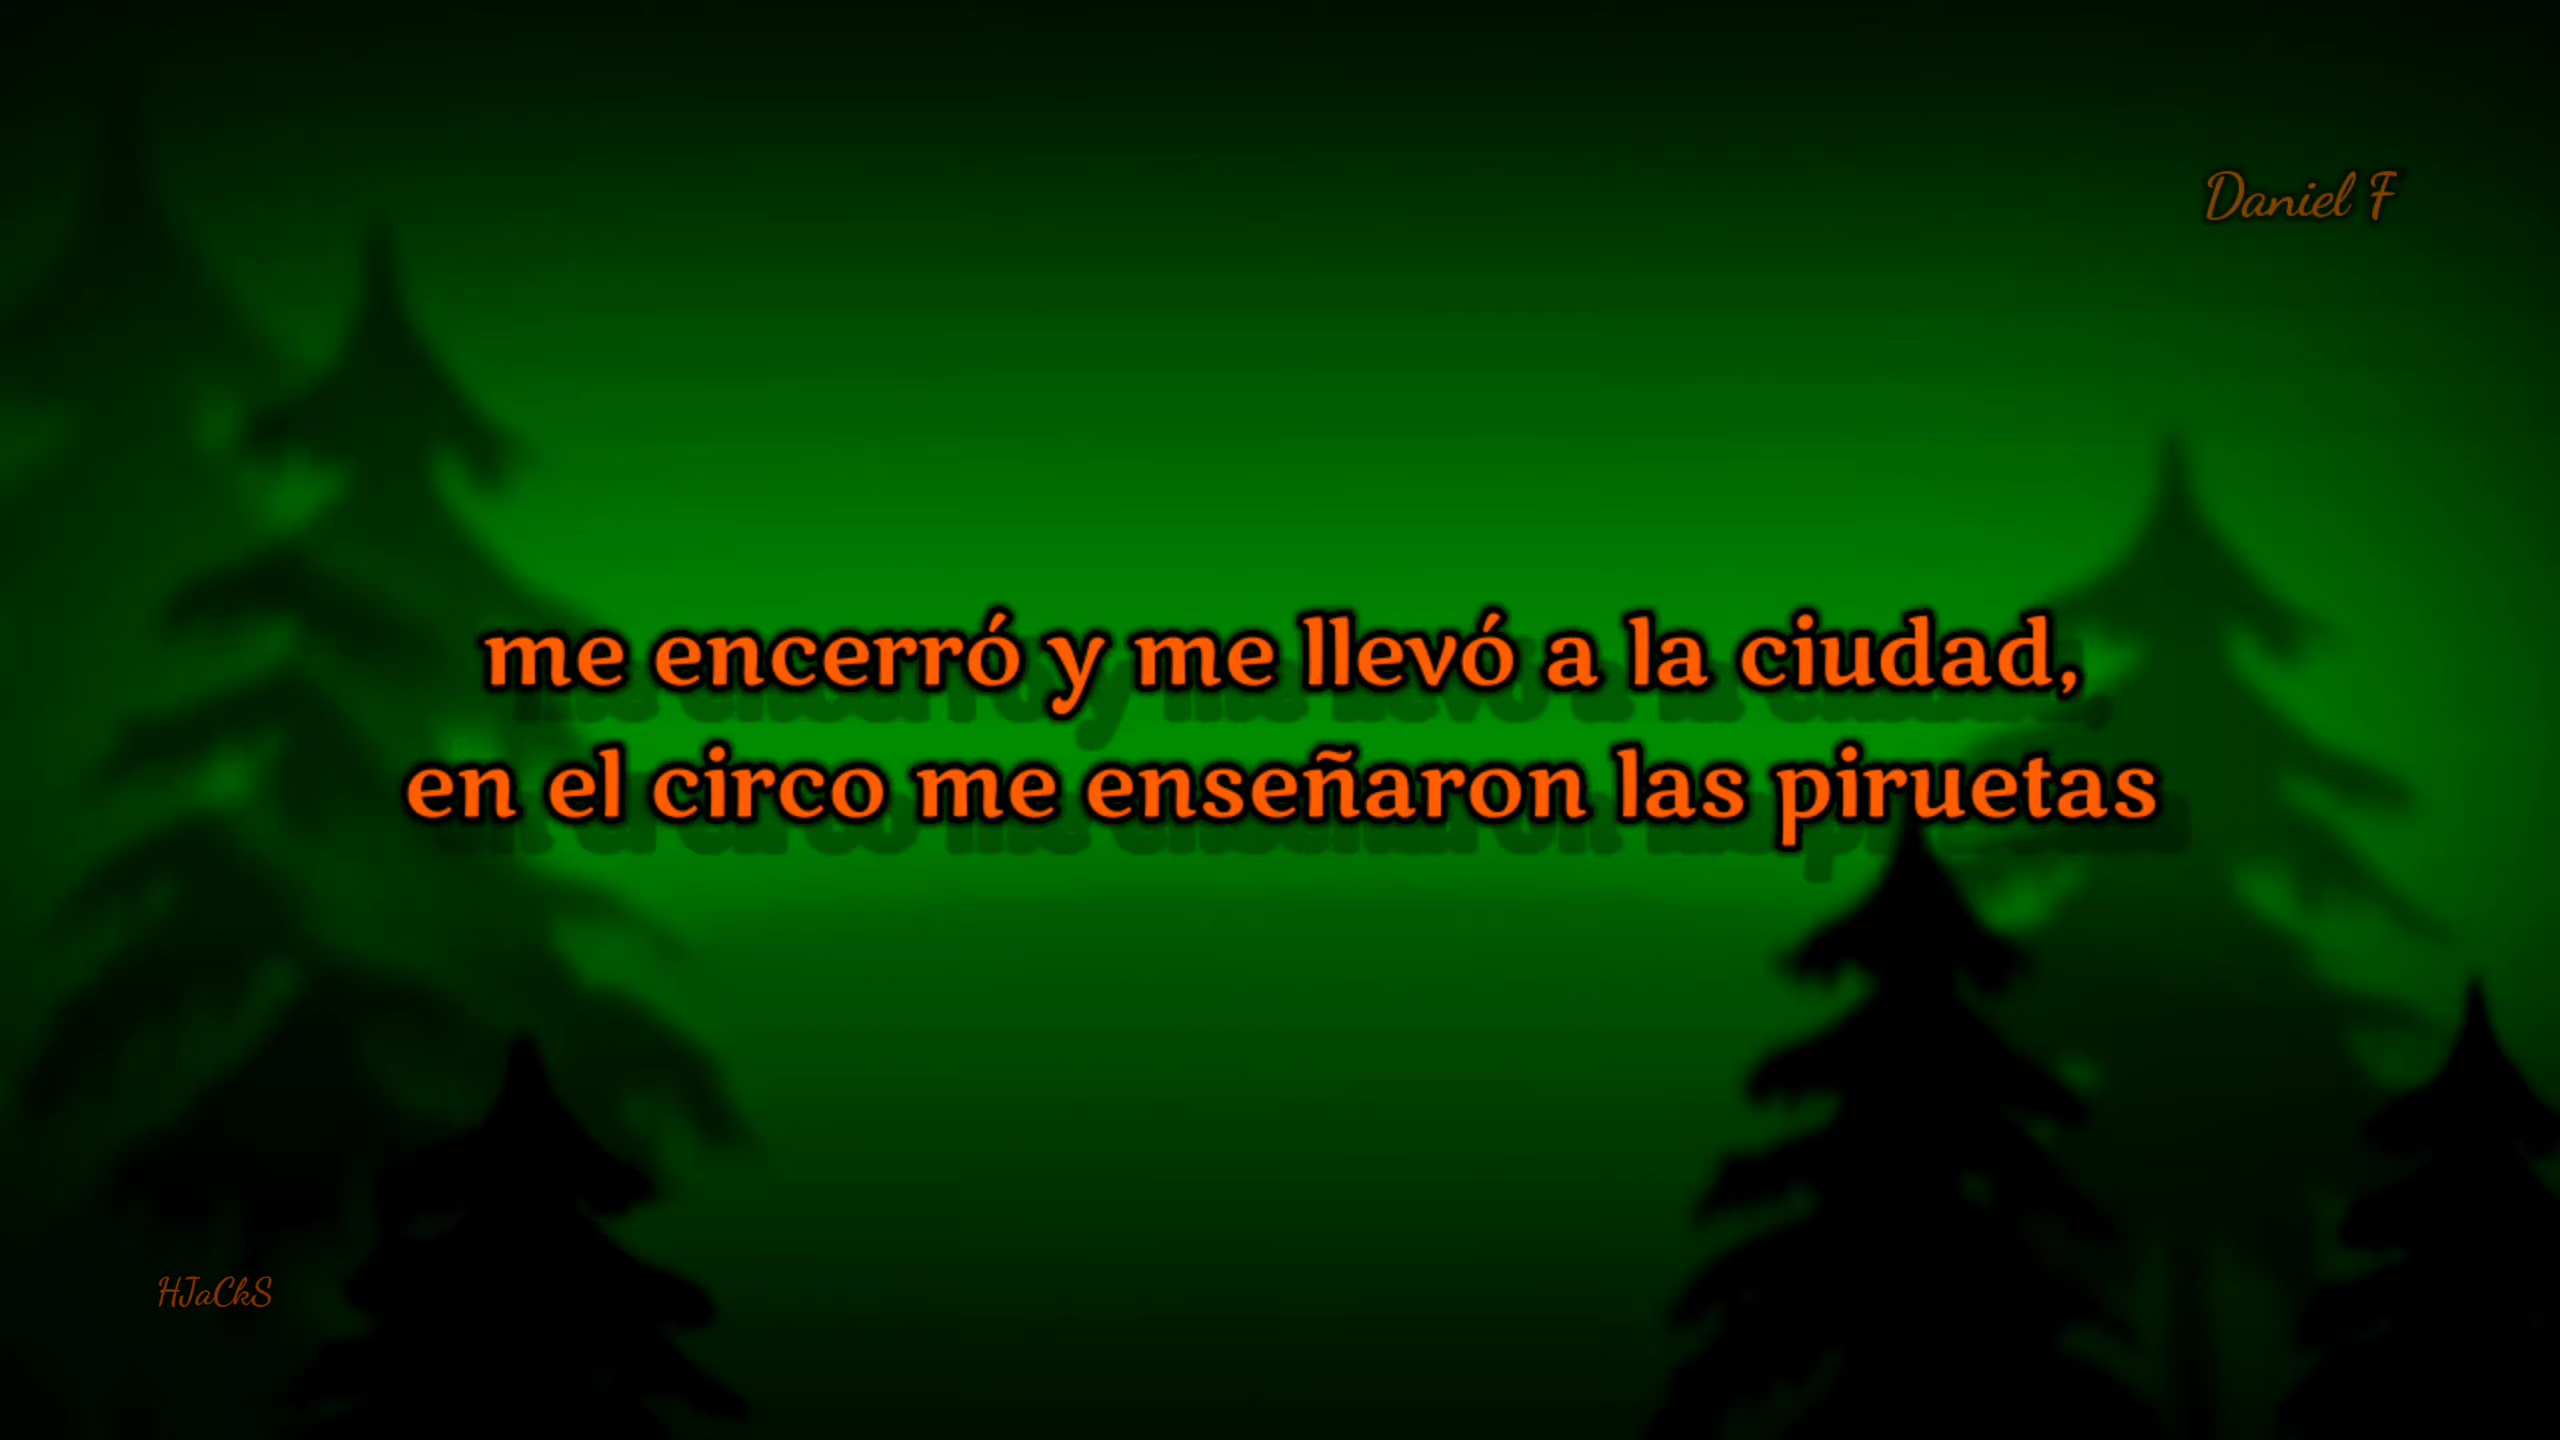 Daniel F
me encerró y me llevó a la ciudad,
en el circo me enseñaron las piruetas
HJaCkS